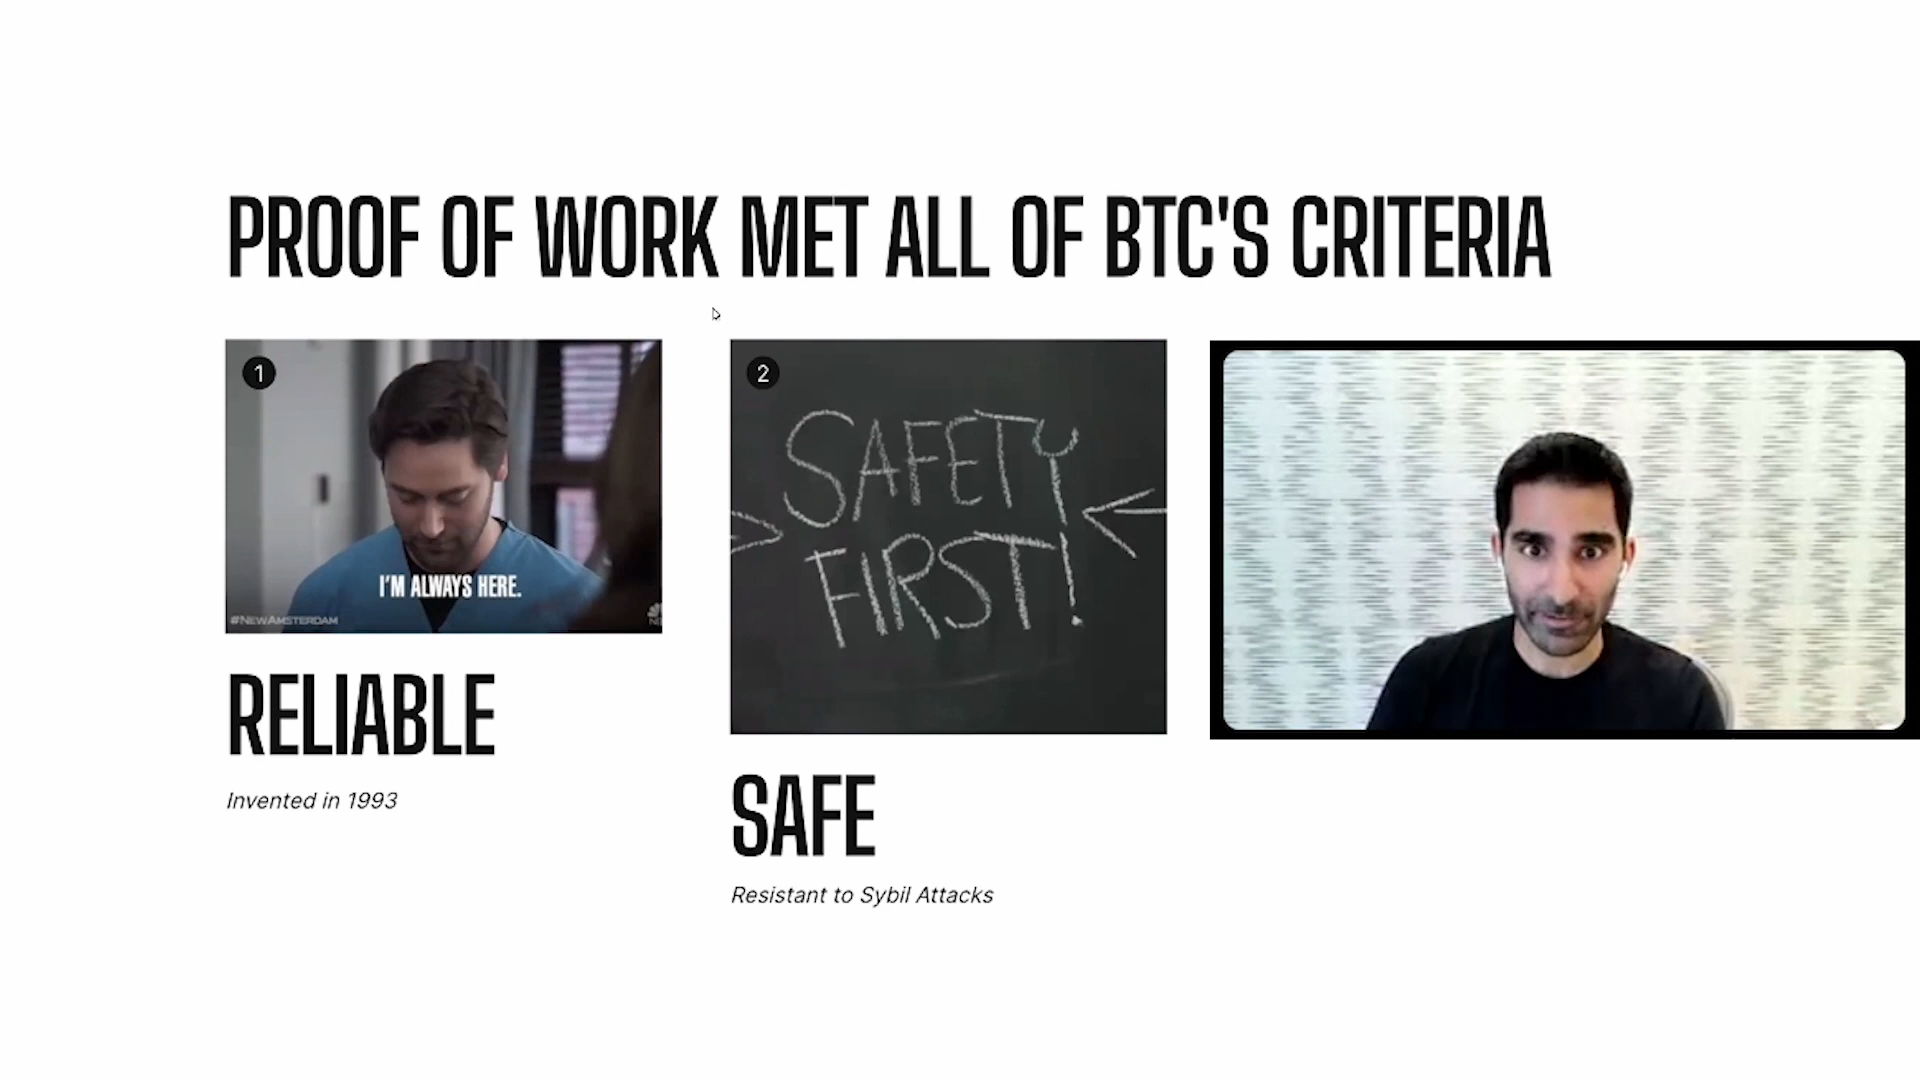 PROOF OF WORK MET ALL OF BTC'S CRITERIA
1
I'M ALWAYS HERE.
#NEWAMSTERDAM
RELIABLE
Invented in 1993
2
SAFETY
FIRST!
SAFE
Resistant to Sybil Attacks